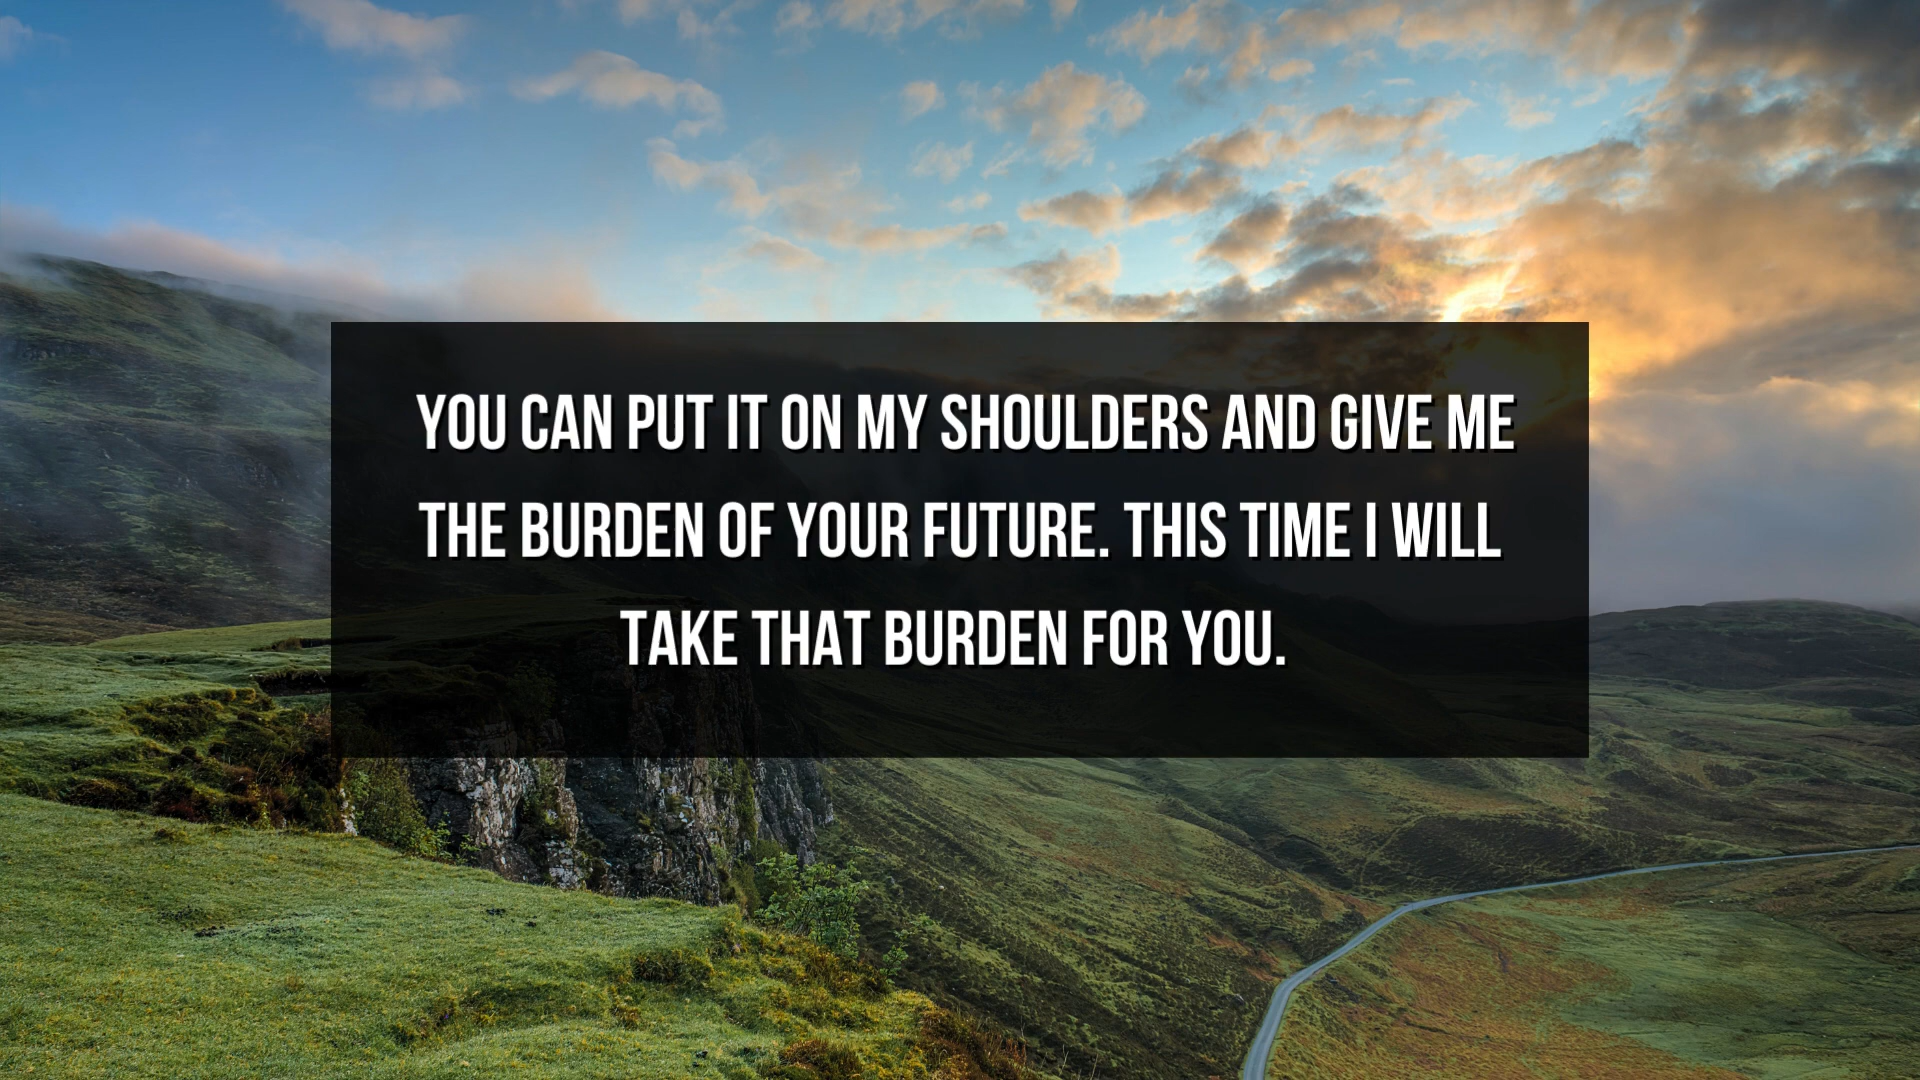 YOU CAN PUT IT ON MY SHOULDERS AND GIVE ME
THE BURDEN OF YOUR FUTURE. THIS TIME I WILL
TAKE THAT BURDEN FOR YOU.